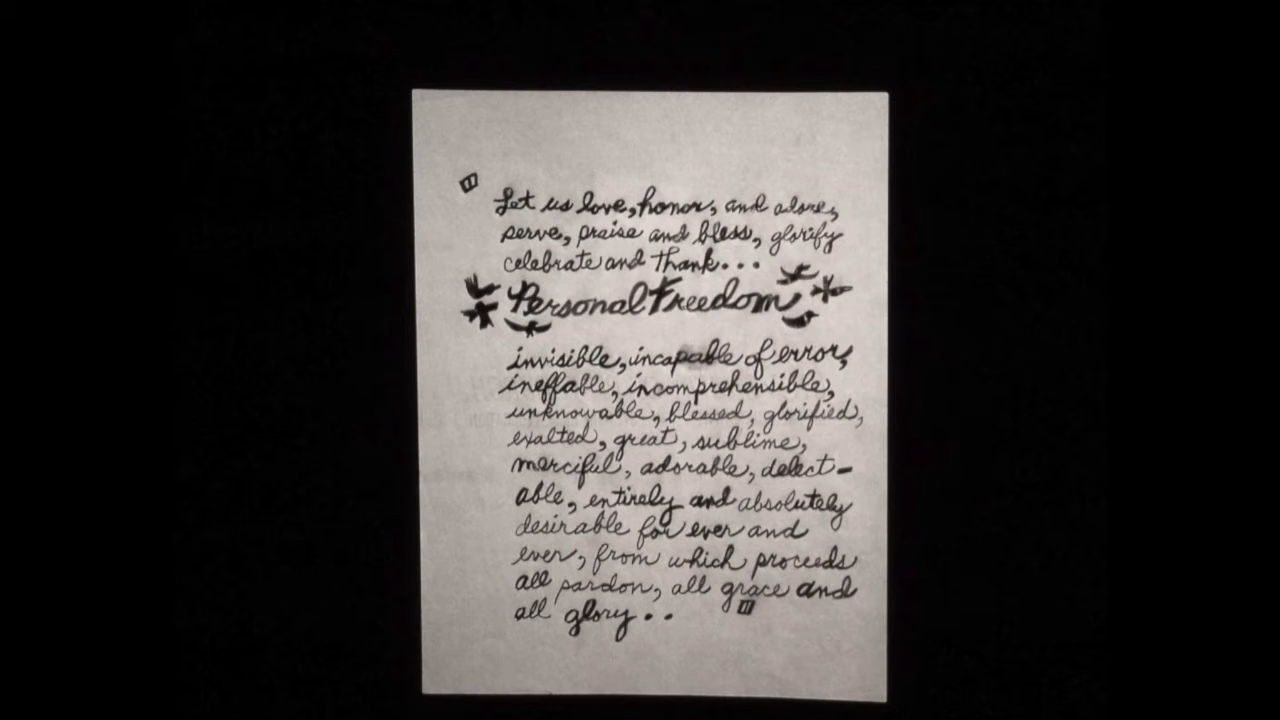 Let us love, honor, and adore,
serve, praise and bless, glorify
celebrate and thank...
Personal Freedom
invisible, incapable of error,
ineffable, incomprehensible,
unknowable, blessed, glorified,
exalted, great, sublime,
merciful, adorable, delect-
able, entirely and absolutely
desirable for ever and
ever, from which proceeds
all pardon, all grace and
all glory..